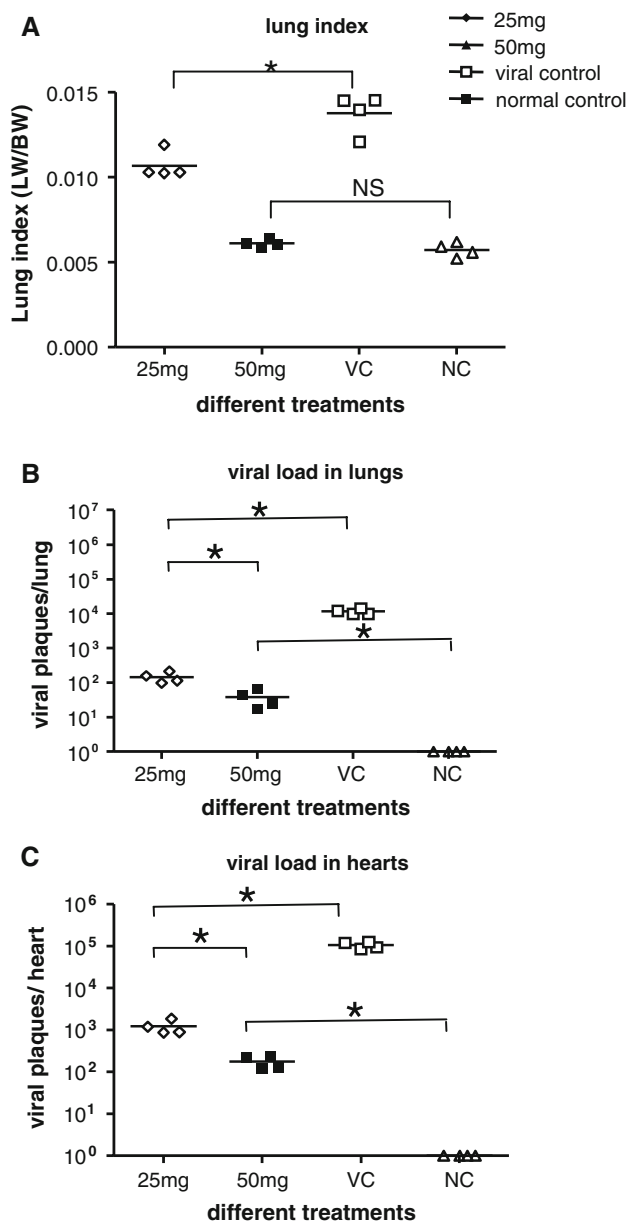 A
lung index
25mg
50mg
viral control
normal control
*
0.015
0.010
0.005
0.000
Lung index (LW/BW)
NS
25mg 50mg VC NC
different treatments
B
viral load in lungs
10⁷
10⁶
10⁵
10⁴
10³
10²
10¹
10⁰
viral plaques/lung
*
*
*
25mg 50mg VC NC
different treatments
C
viral load in hearts
10⁶
10⁵
10⁴
10³
10²
10¹
10⁰
viral plaques/ heart
*
*
*
25mg 50mg VC NC
different treatments